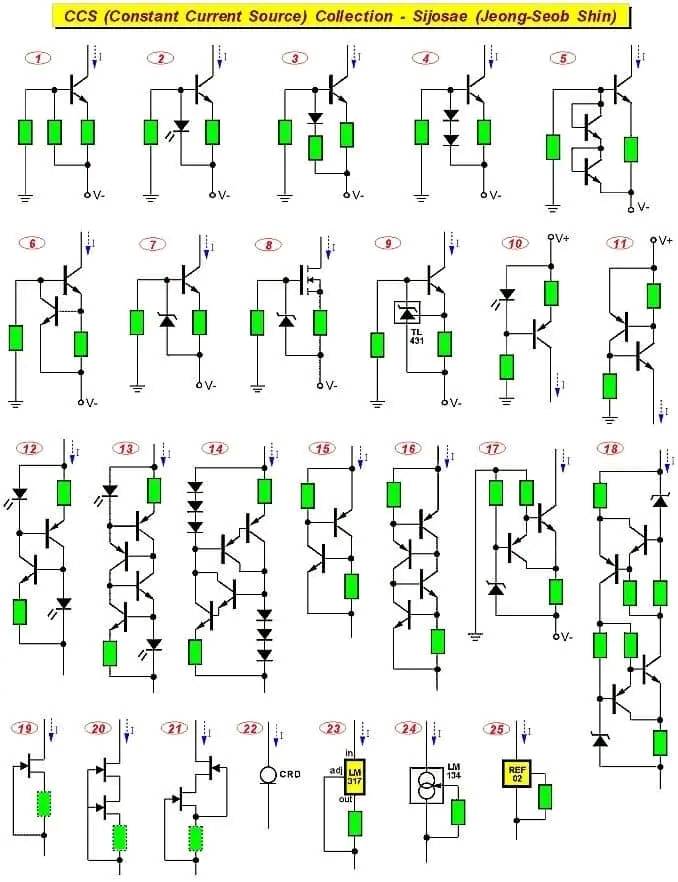 CCS (Constant Current Source) Collection - Sijosae (Jeong-Seob Shin)
1 I
2 I
3 I
4 I
5 I
V-
V-
V-
V-
V-
6 I
7 I
8 I
9 I
10 V+
11 V+
TL
431
V-
V-
V-
V-
I
I
12 I
13 I
14 I
15 I
16 I
17 I
18 I
V-
19 I
20 I
21 I
22 I
23 I
24 I
25 I
CRD
in
adj
LM
317
out
LM
134
REF
02